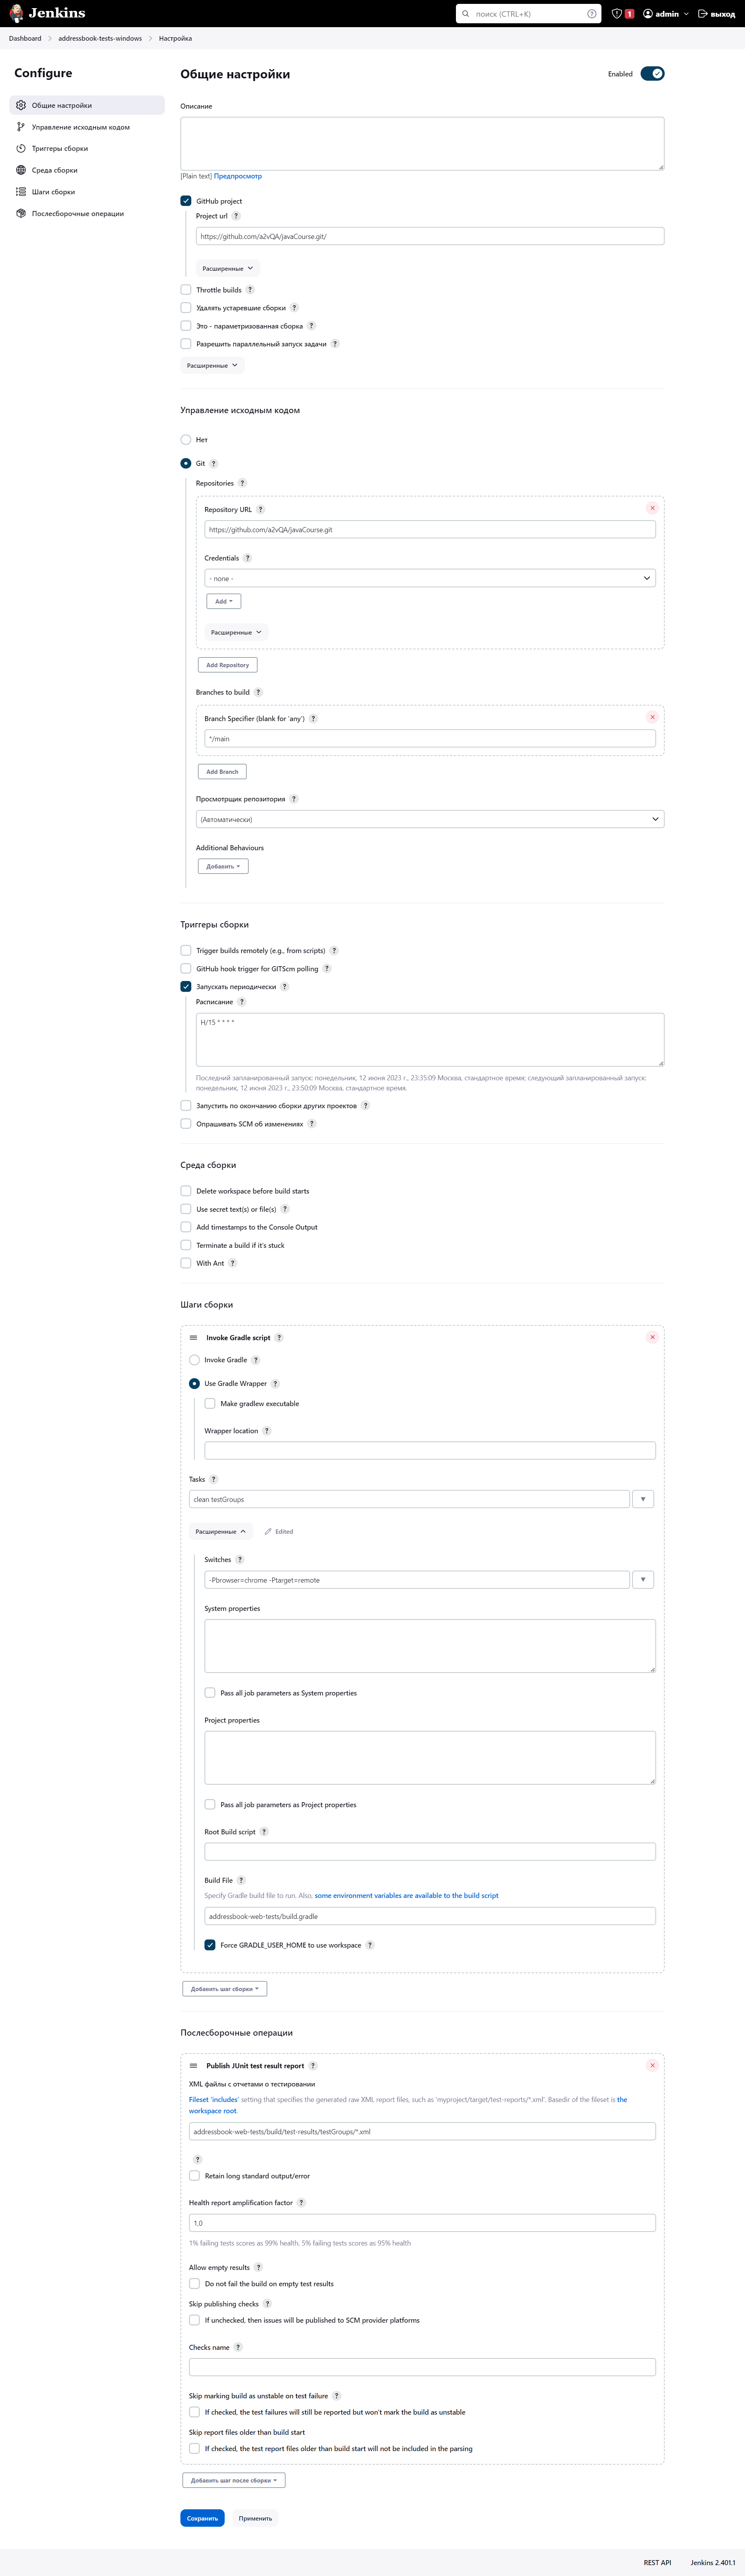 Jenkins
поиск (CTRL+K)
1
admin
выход
Dashboard
addressbook-tests-windows
Настройка
Configure
Общие настройки
Управление исходным кодом
Триггеры сборки
Среда сборки
Шаги сборки
Послесборочные операции
Общие настройки
Enabled
Описание
[Plain text] Предпросмотр
GitHub project
Project url ?
https://github.com/a2vQA/javaCourse.git/
Расширенные
Throttle builds ?
Удалять устаревшие сборки ?
Это - параметризованная сборка ?
Разрешить параллельный запуск задачи ?
Расширенные
Управление исходным кодом
Нет
Git ?
Repositories ?
Repository URL ?
https://github.com/a2vQA/javaCourse.git
Credentials ?
- none -
Add
Расширенные
Add Repository
Branches to build ?
Branch Specifier (blank for 'any') ?
*/main
Add Branch
Просмотрщик репозитория ?
(Автоматически)
Additional Behaviours
Добавить
Триггеры сборки
Trigger builds remotely (e.g., from scripts) ?
GitHub hook trigger for GITScm polling ?
Запускать периодически ?
Расписание ?
H/15 * * * *
Последний запланированный запуск: понедельник, 12 июня 2023 г., 23:35:09 Москва, стандартное время; следующий запланированный запуск:
понедельник, 12 июня 2023 г., 23:50:09 Москва, стандартное время.
Запустить по окончанию сборки других проектов ?
Опрашивать SCM об изменениях ?
Среда сборки
Delete workspace before build starts
Use secret text(s) or file(s) ?
Add timestamps to the Console Output
Terminate a build if it's stuck
With Ant ?
Шаги сборки
Invoke Gradle script ?
Invoke Gradle ?
Use Gradle Wrapper ?
Make gradlew executable
Wrapper location ?
Tasks ?
clean testGroups
Расширенные
Edited
Switches ?
-Pbrowser=chrome -Ptarget=remote
System properties
Pass all job parameters as System properties
Project properties
Pass all job parameters as Project properties
Root Build script ?
Build File ?
Specify Gradle build file to run. Also, some environment variables are available to the build script
addressbook-web-tests/build.gradle
Force GRADLE_USER_HOME to use workspace ?
Добавить шаг сборки
Послесборочные операции
Publish JUnit test result report ?
XML файлы с отчетами о тестировании
Fileset 'includes' setting that specifies the generated raw XML report files, such as 'myproject/target/test-reports/*.xml'. Basedir of the fileset is the
workspace root.
addressbook-web-tests/build/test-results/testGroups/*.xml
?
Retain long standard output/error
Health report amplification factor ?
1,0
1% failing tests scores as 99% health. 5% failing tests scores as 95% health
Allow empty results ?
Do not fail the build on empty test results
Skip publishing checks ?
If unchecked, then issues will be published to SCM provider platforms
Checks name ?
Skip marking build as unstable on test failure ?
If checked, the test failures will still be reported but won't mark the build as unstable
Skip report files older than build start
If checked, the test report files older than build start will not be included in the parsing
Добавить шаг после сборки
Сохранить
Применить
REST API
Jenkins 2.401.1